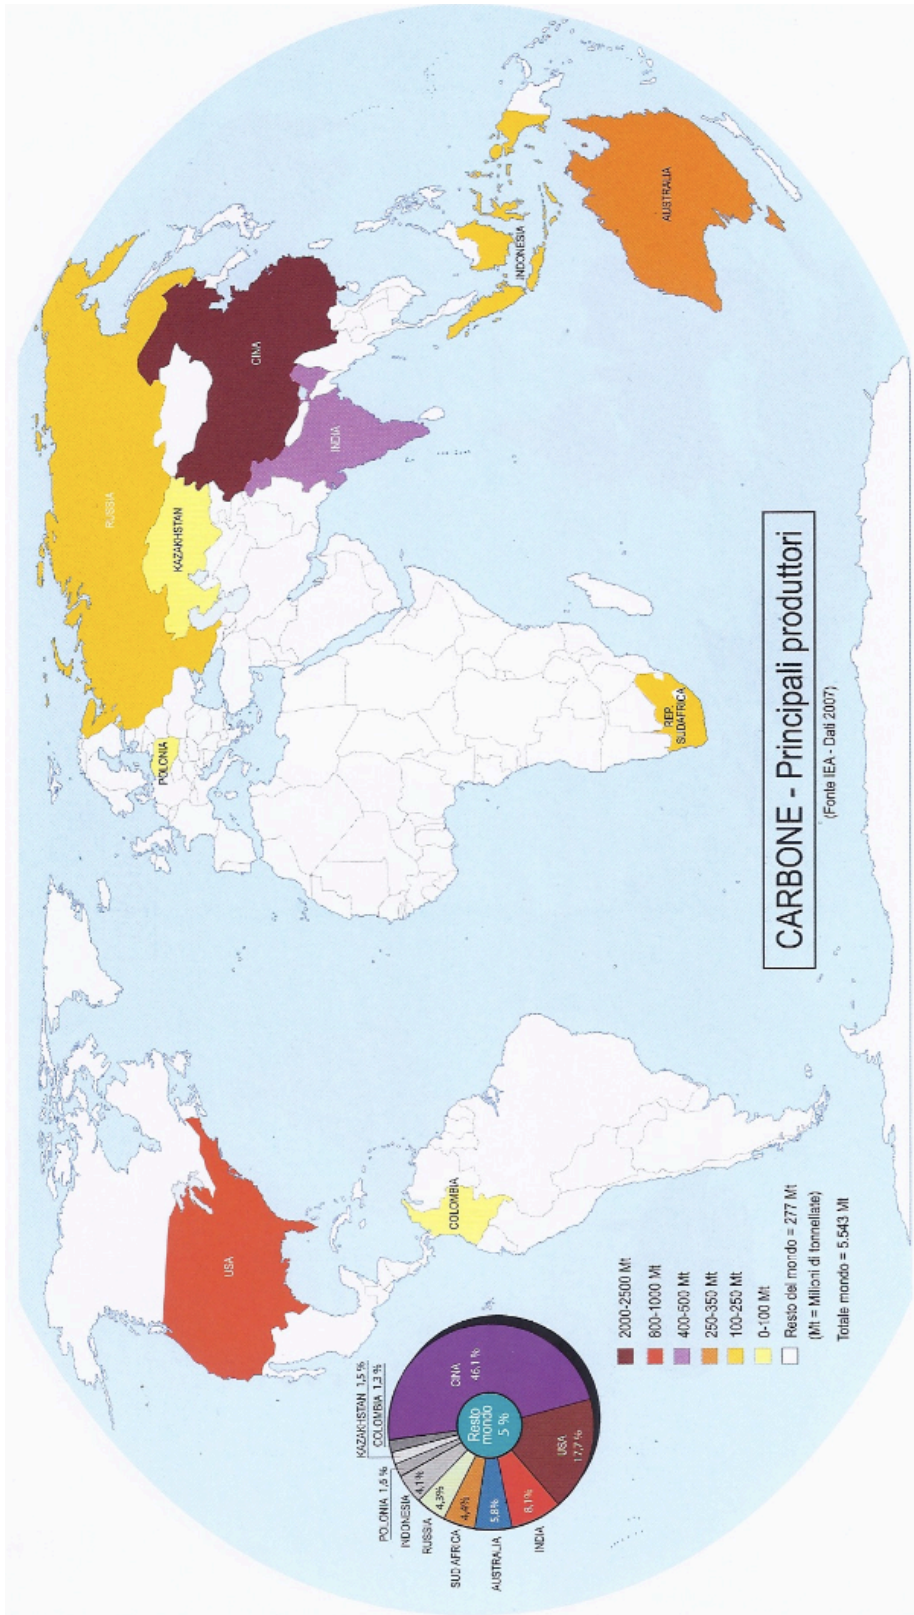 RUSSIA
KAZAKHSTAN
CINA
INDIA
POLONIA
USA
INDONESIA
AUSTRALIA
REP.
SUDAFRICA
COLOMBIA
KAZAKHSTAN 1,5 %
COLOMBIA 1,3 %
POLONIA 1,6 %
INDONESIA
4,1%
RUSSIA
4,3%
SUD AFRICA
4,4%
AUSTRALIA
5,8%
INDIA
8,1%
USA
17,7 %
CINA
46,1 %
Resto
mondo
5 %
2000-2500 Mt
800-1000 Mt
400-500 Mt
250-350 Mt
100-250 Mt
0-100 Mt
Resto del mondo = 277 Mt
(Mt = Milioni di tonnellate)
Totale mondo = 5.543 Mt
CARBONE - Principali produttori
(Fonte IEA - Dati 2007)